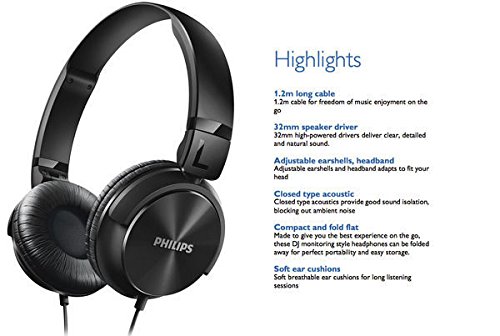 Highlights
1.2m long cable
1.2m cable for freedom of music enjoyment on the
go
32mm speaker driver
32mm high-powered drivers deliver clear, detailed
and natural sound.
Adjustable earshells, headband
Adjustable earshells and headband adapts to fit your
head
Closed type acoustic
Closed type acoustics provide good sound isolation,
blocking out ambient noise
Compact and fold flat
Made to give you the best experience on the go,
these DJ monitoring style headphones can be folded
away for perfect portability and easy storage.
Soft ear cushions
Soft breathable ear cushions for long listening
sessions
L
PHILIPS